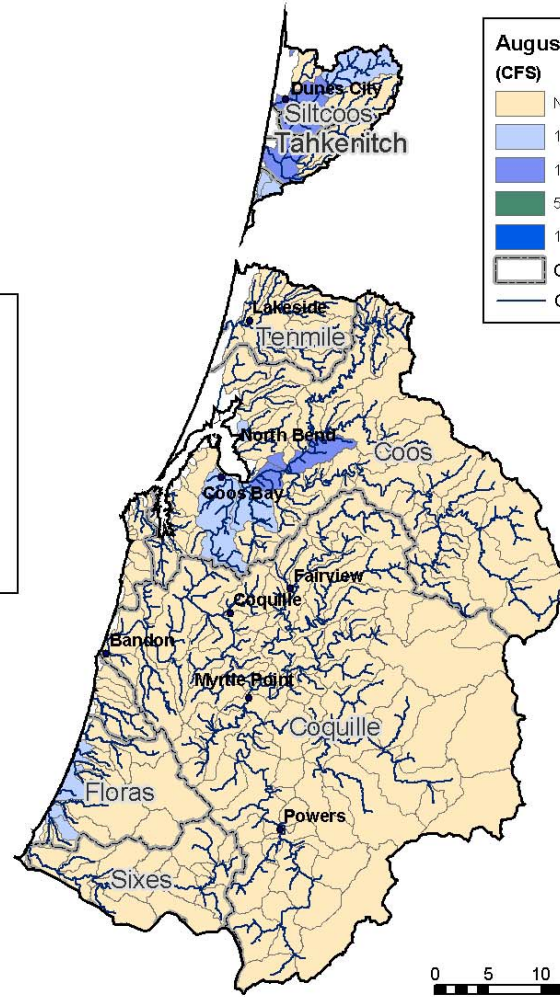 Dunes City
Siltcoos
Tahkenitch
Augus
(CFS)
N
1
1
5
1
Lakeside
Tenmile
North Bend
Coos
Coos Bay
Fairview
Coquille
Bandon
Myrtle Point
Coquille
Floras
Powers
Sixes
0 5 10